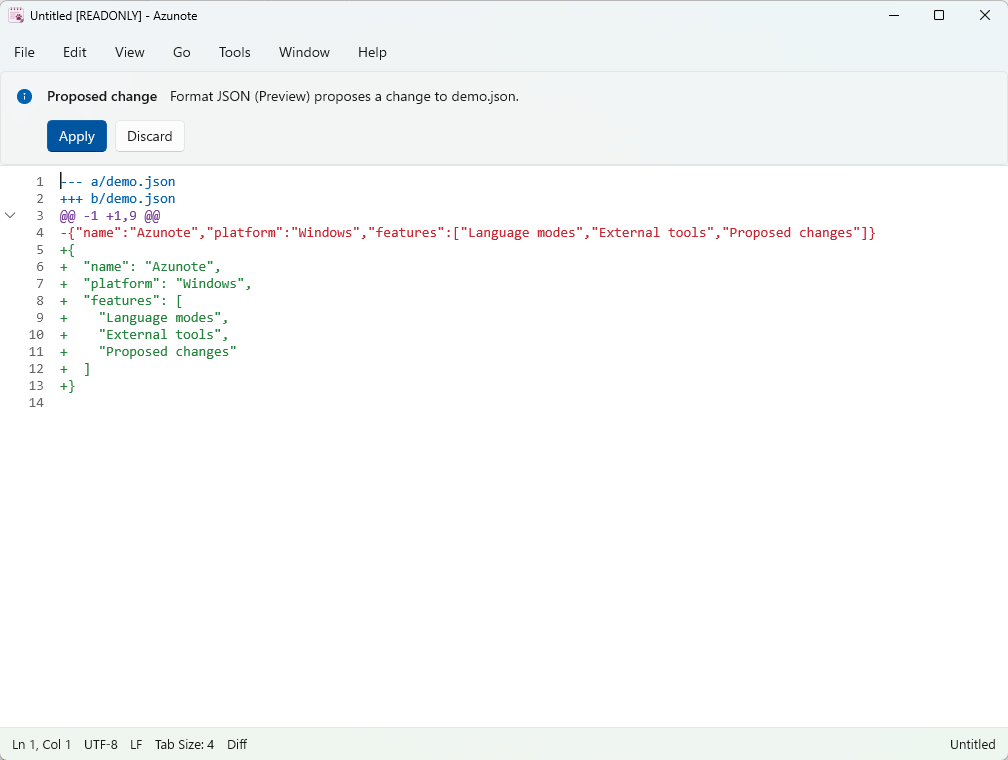 Untitled [READONLY] - Azunote
File Edit View Go Tools Window Help
Proposed change Format JSON (Preview) proposes a change to demo.json.
Apply Discard
1 --- a/demo.json
2 +++ b/demo.json
3 @@ -1 +1,9 @@
4 -{"name":"Azunote","platform":"Windows","features":["Language modes","External tools","Proposed changes"]}
5 +{
6 +  "name": "Azunote",
7 +  "platform": "Windows",
8 +  "features": [
9 +    "Language modes",
10 +    "External tools",
11 +    "Proposed changes"
12 +  ]
13 +}
14
Ln 1, Col 1 UTF-8 LF Tab Size: 4 Diff Untitled